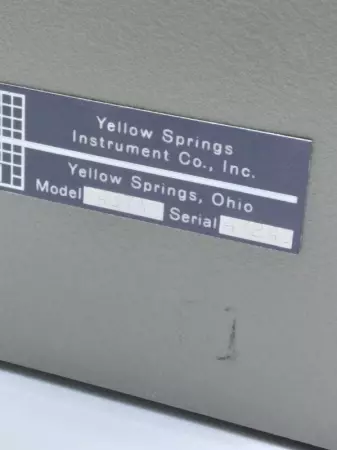 Yellow Springs
Instrument Co., Inc.
Yellow Springs, Ohio
Model Serial